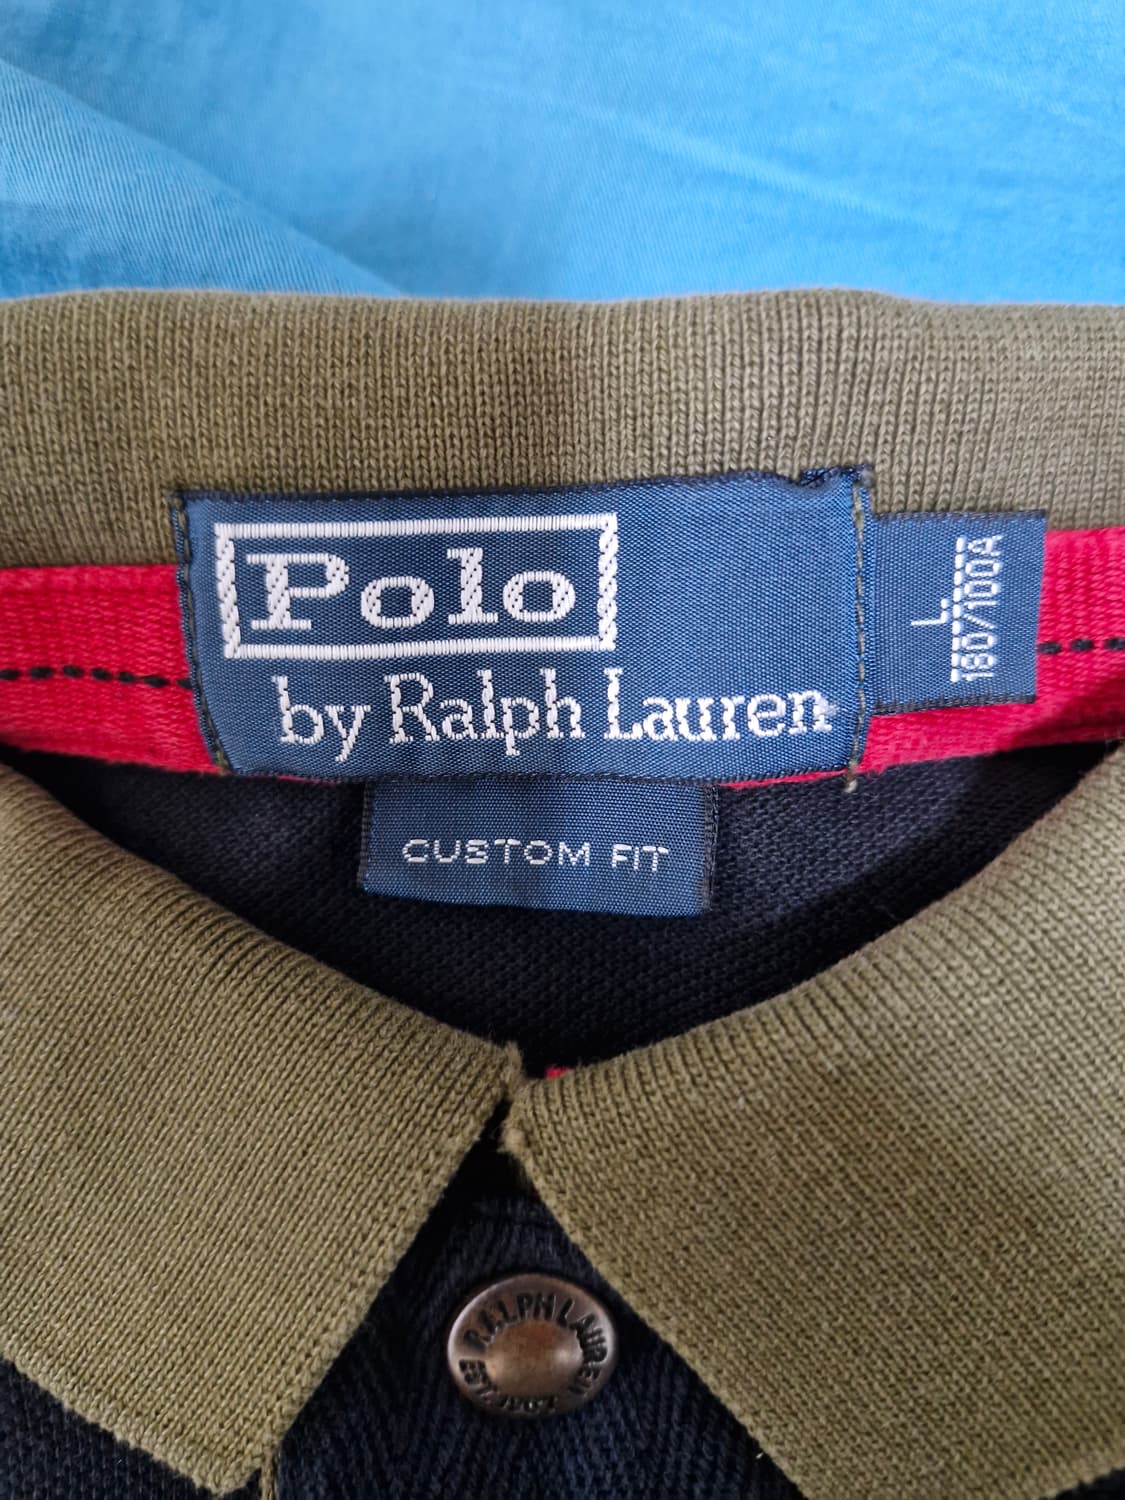 Polo
by Ralph Lauren
L
180/100A
CUSTOM FIT
RALPH LAUREN